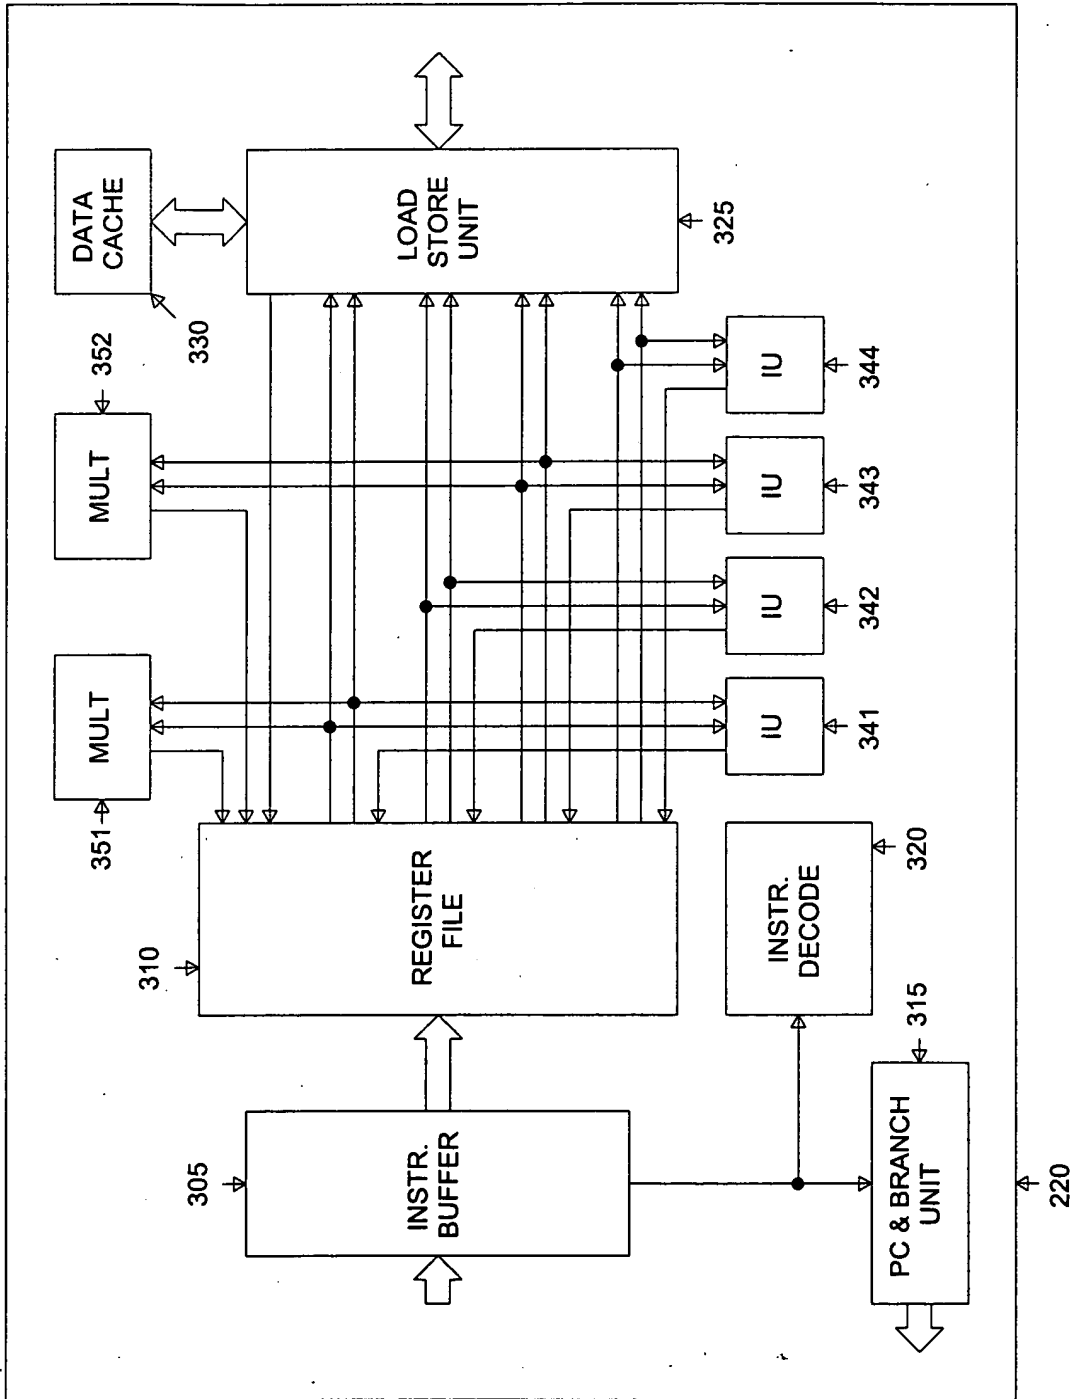 DATA
CACHE
330
352
MULT
MULT
351
LOAD
STORE
UNIT
325
310
REGISTER
FILE
IU
344
IU
343
IU
342
IU
341
305
INSTR.
BUFFER
INSTR.
DECODE
320
PC & BRANCH
UNIT
315
220